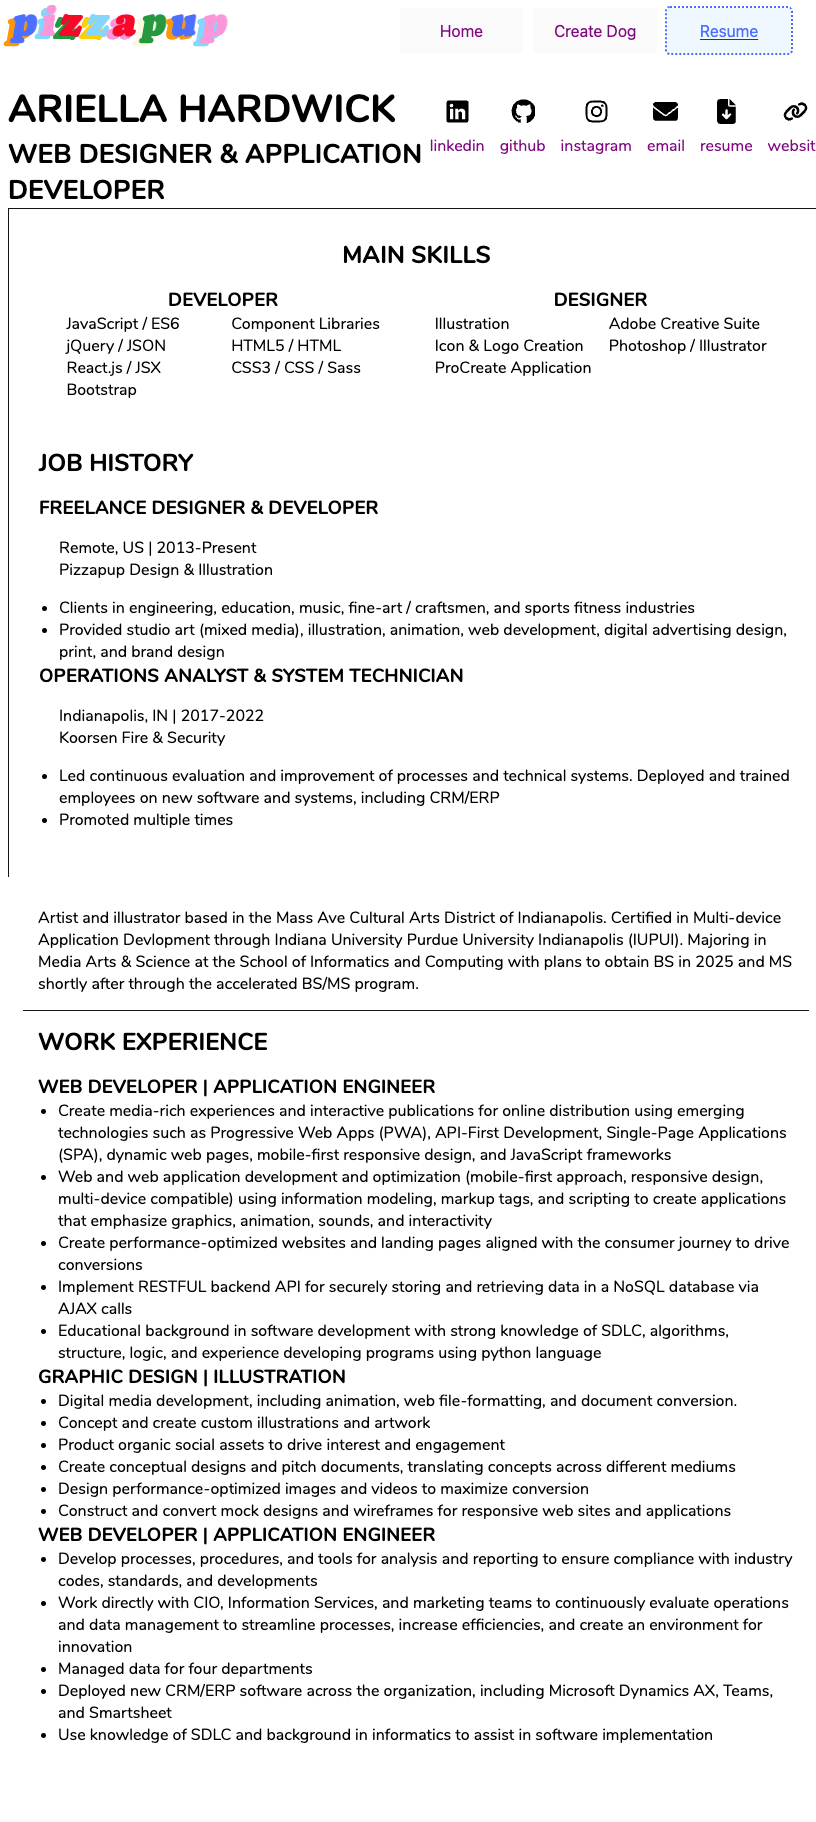 pizzapup
Home Create Dog Resume
ARIELLA HARDWICK
WEB DESIGNER & APPLICATION
DEVELOPER
linkedin github instagram email resume websit
MAIN SKILLS
DEVELOPER
JavaScript / ES6
jQuery / JSON
React.js / JSX
Bootstrap
Component Libraries
HTML5 / HTML
CSS3 / CSS / Sass
DESIGNER
Illustration
Icon & Logo Creation
ProCreate Application
Adobe Creative Suite
Photoshop / Illustrator
JOB HISTORY
FREELANCE DESIGNER & DEVELOPER
Remote, US | 2013-Present
Pizzapup Design & Illustration
• Clients in engineering, education, music, fine-art / craftsmen, and sports fitness industries
• Provided studio art (mixed media), illustration, animation, web development, digital advertising design,
print, and brand design
OPERATIONS ANALYST & SYSTEM TECHNICIAN
Indianapolis, IN | 2017-2022
Koorsen Fire & Security
• Led continuous evaluation and improvement of processes and technical systems. Deployed and trained
employees on new software and systems, including CRM/ERP
• Promoted multiple times
Artist and illustrator based in the Mass Ave Cultural Arts District of Indianapolis. Certified in Multi-device
Application Devlopment through Indiana University Purdue University Indianapolis (IUPUI). Majoring in
Media Arts & Science at the School of Informatics and Computing with plans to obtain BS in 2025 and MS
shortly after through the accelerated BS/MS program.
WORK EXPERIENCE
WEB DEVELOPER | APPLICATION ENGINEER
• Create media-rich experiences and interactive publications for online distribution using emerging
technologies such as Progressive Web Apps (PWA), API-First Development, Single-Page Applications
(SPA), dynamic web pages, mobile-first responsive design, and JavaScript frameworks
• Web and web application development and optimization (mobile-first approach, responsive design,
multi-device compatible) using information modeling, markup tags, and scripting to create applications
that emphasize graphics, animation, sounds, and interactivity
• Create performance-optimized websites and landing pages aligned with the consumer journey to drive
conversions
• Implement RESTFUL backend API for securely storing and retrieving data in a NoSQL database via
AJAX calls
• Educational background in software development with strong knowledge of SDLC, algorithms,
structure, logic, and experience developing programs using python language
GRAPHIC DESIGN | ILLUSTRATION
• Digital media development, including animation, web file-formatting, and document conversion.
• Concept and create custom illustrations and artwork
• Product organic social assets to drive interest and engagement
• Create conceptual designs and pitch documents, translating concepts across different mediums
• Design performance-optimized images and videos to maximize conversion
• Construct and convert mock designs and wireframes for responsive web sites and applications
WEB DEVELOPER | APPLICATION ENGINEER
• Develop processes, procedures, and tools for analysis and reporting to ensure compliance with industry
codes, standards, and developments
• Work directly with CIO, Information Services, and marketing teams to continuously evaluate operations
and data management to streamline processes, increase efficiencies, and create an environment for
innovation
• Managed data for four departments
• Deployed new CRM/ERP software across the organization, including Microsoft Dynamics AX, Teams,
and Smartsheet
• Use knowledge of SDLC and background in informatics to assist in software implementation